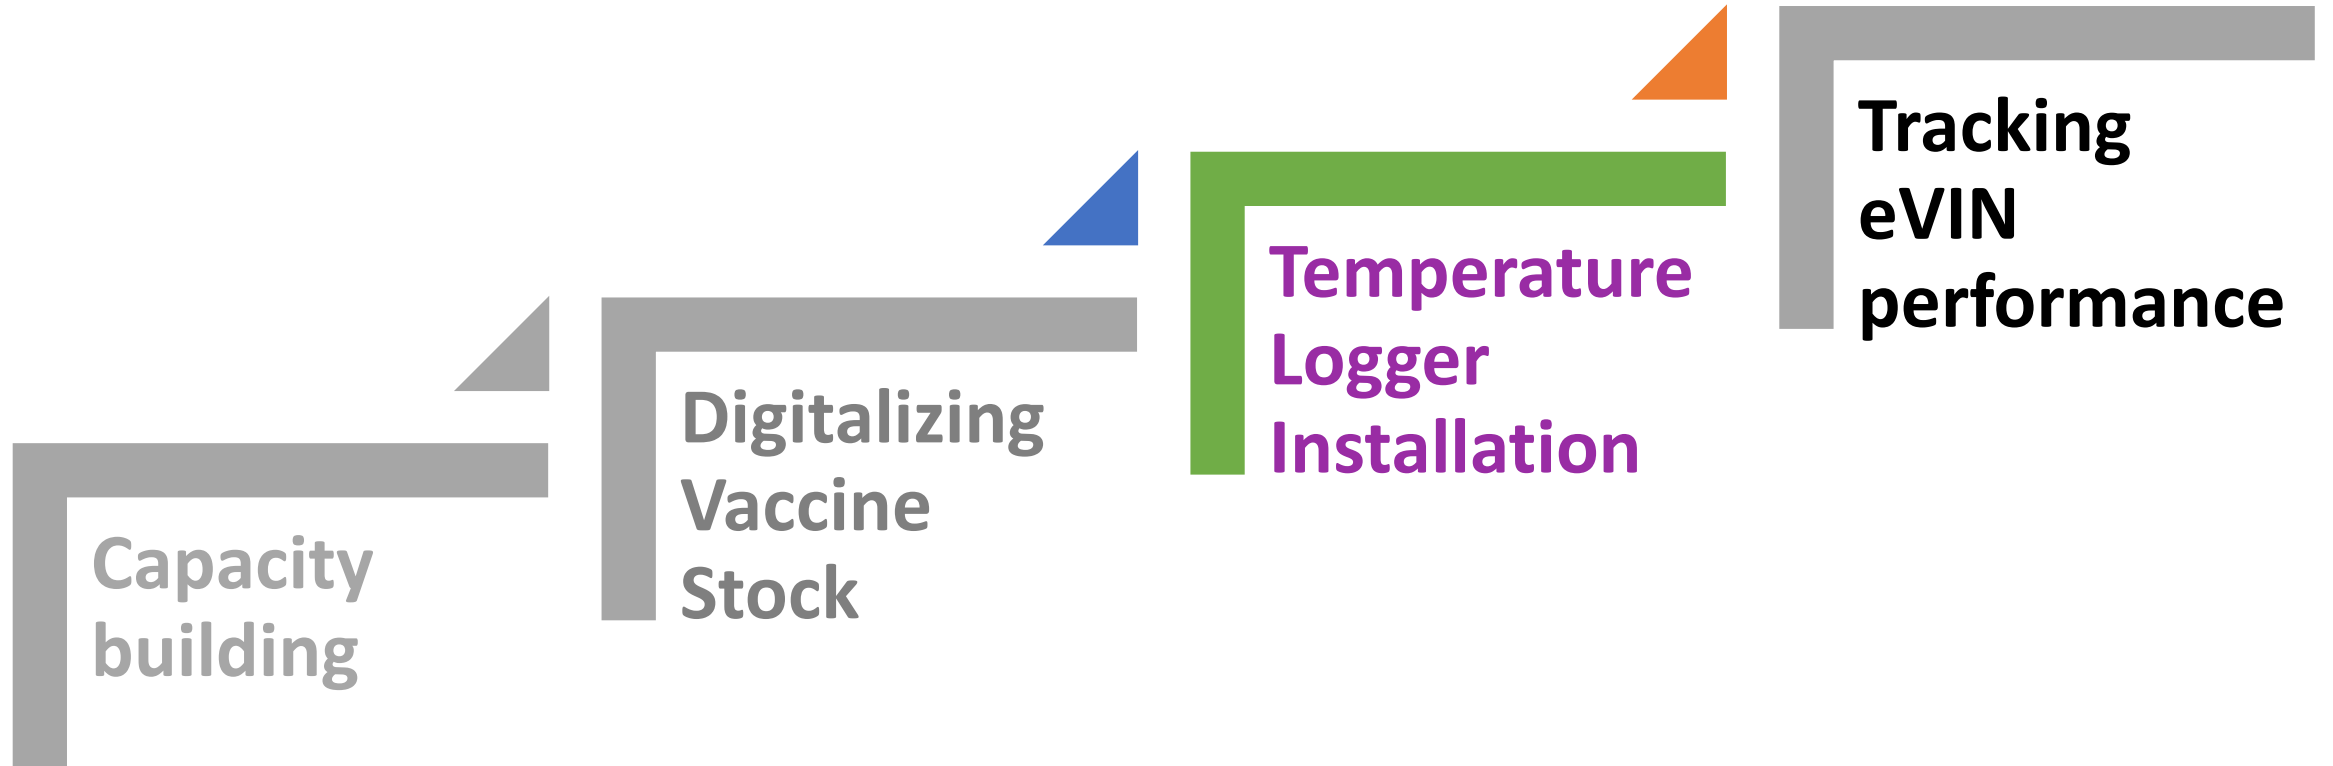 Capacity
building
Digitalizing
Vaccine
Stock
Temperature
Logger
Installation
Tracking
eVIN
performance